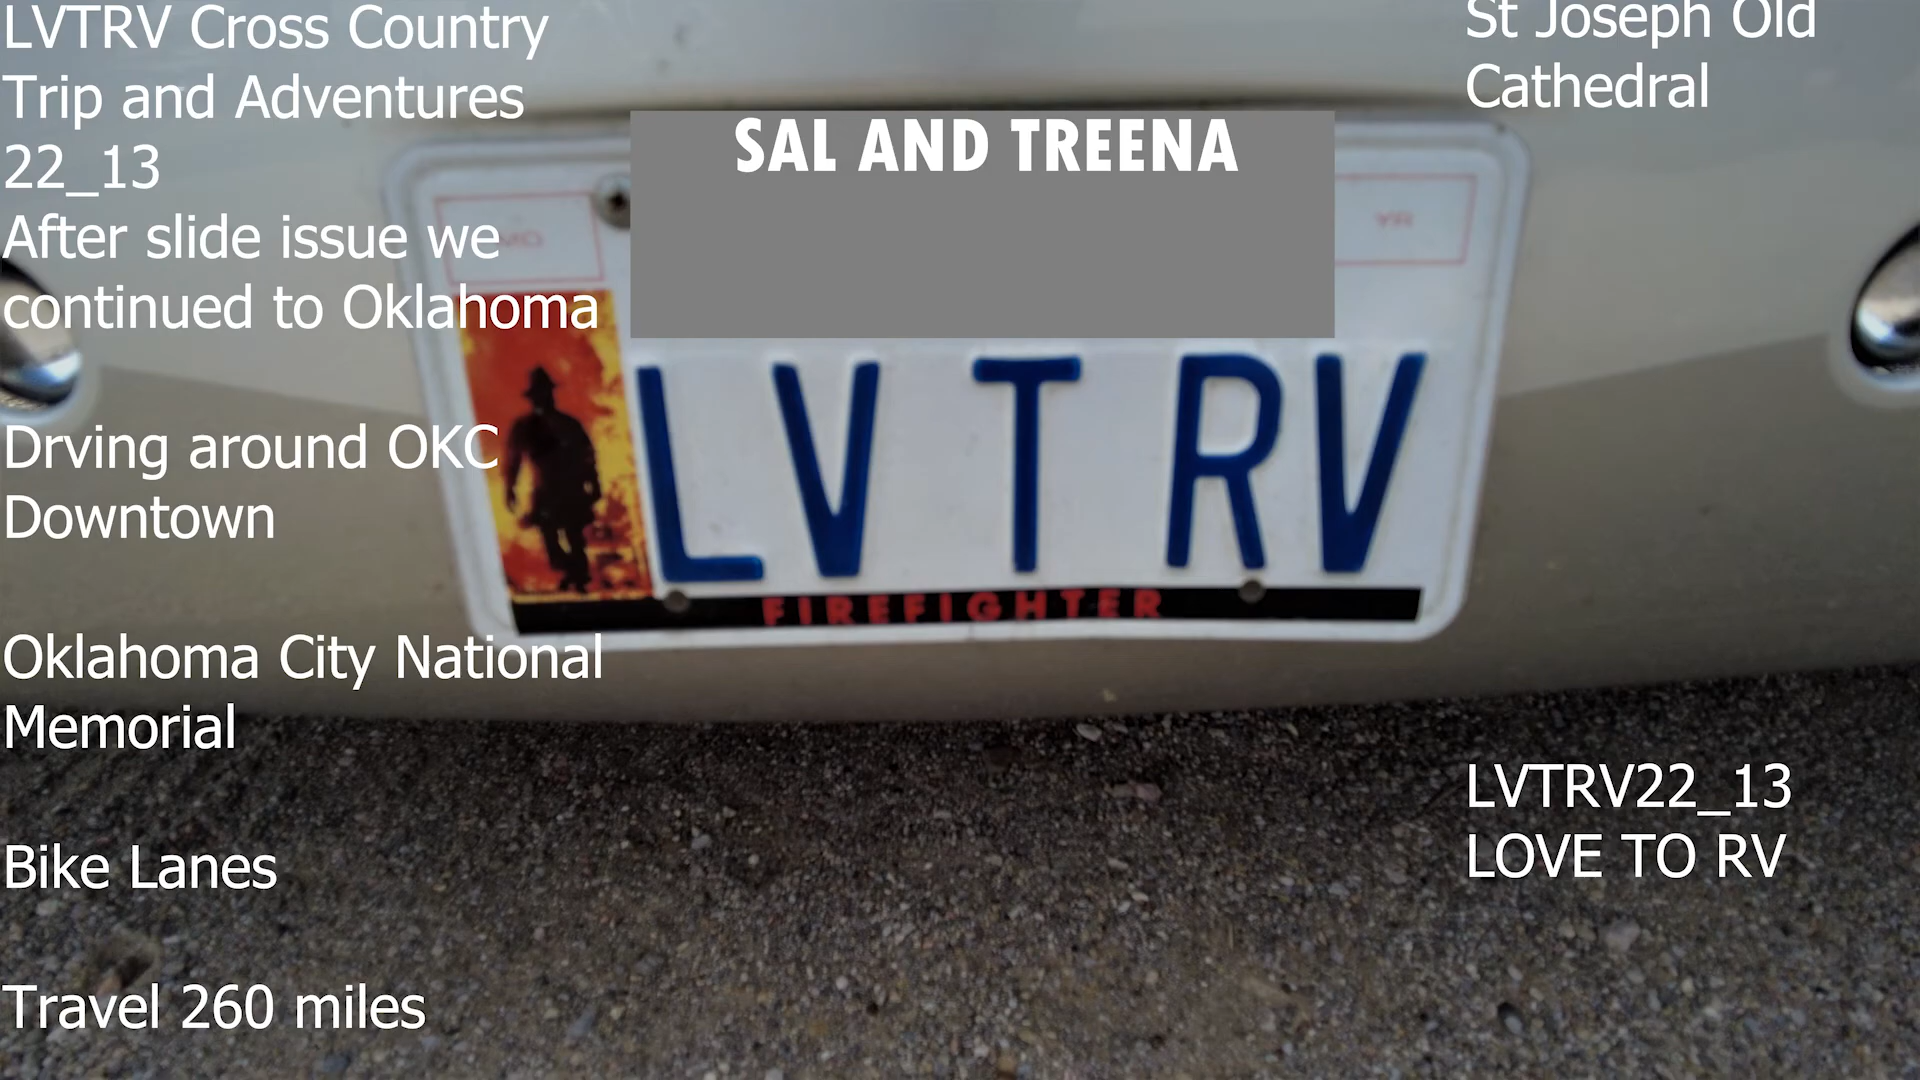 LVTRV Cross Country
Trip and Adventures
22_13
After slide issue we
continued to Oklahoma
Drving around OKC
Downtown
Oklahoma City National
Memorial
Bike Lanes
Travel 260 miles
SAL AND TREENA
MO
YR
LV T RV
FIREFIGHTER
St Joseph Old
Cathedral
LVTRV22_13
LOVE TO RV